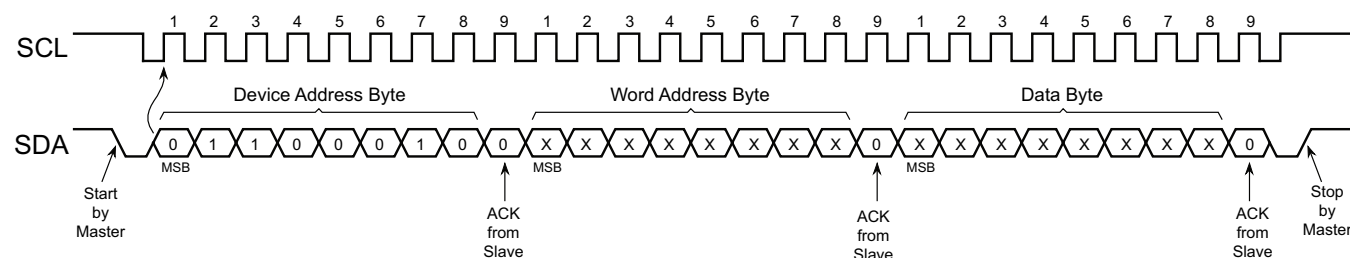 1 2 3 4 5 6 7 8 9 1 2 3 4 5 6 7 8 9 1 2 3 4 5 6 7 8 9
SCL
Device Address Byte Word Address Byte Data Byte
SDA 0 1 1 0 0 0 1 0 0 X X X X X X X X 0 X X X X X X X X 0
MSB MSB MSB
Start
by
Master
ACK
from
Slave
ACK
from
Slave
ACK
from
Slave
Stop
by
Master